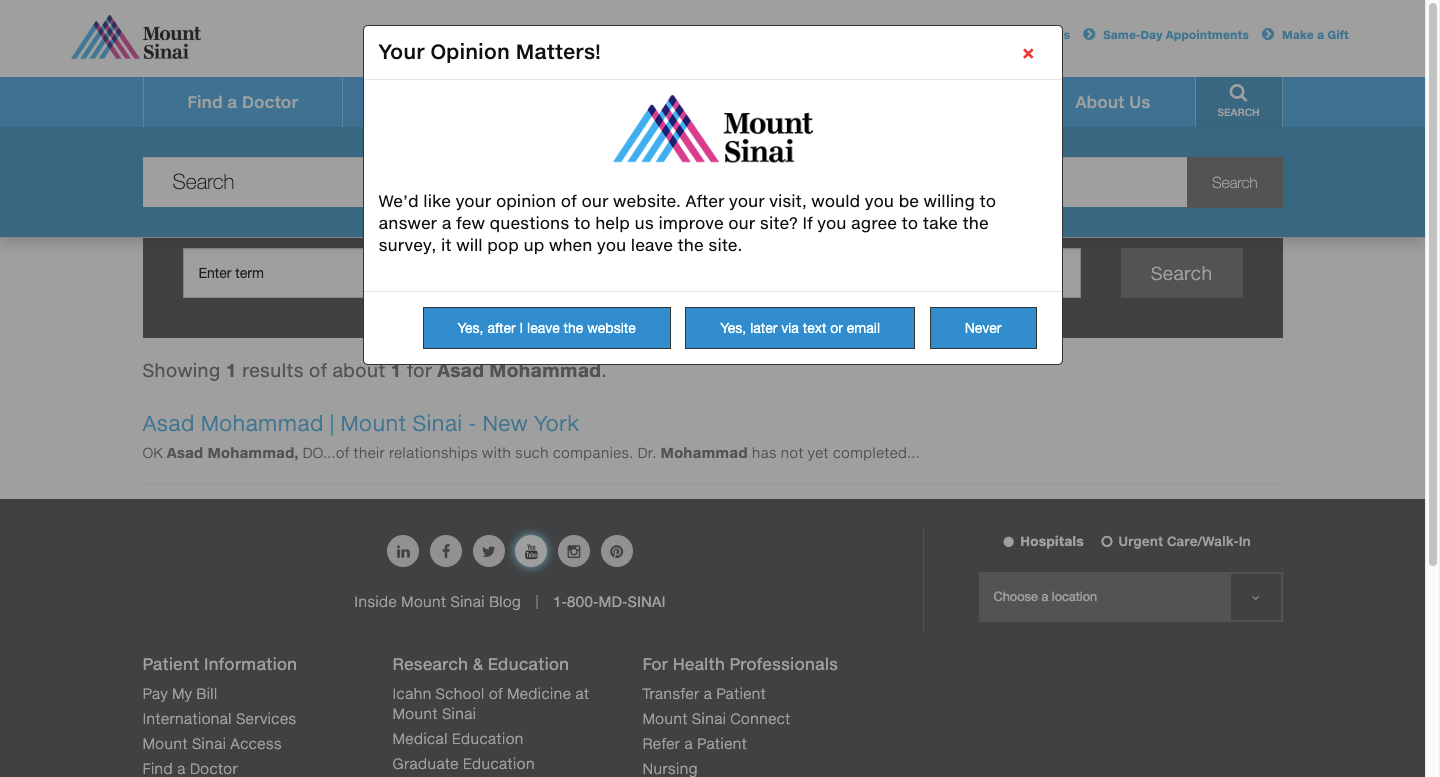 Mount
Sinai
s
Same-Day Appointments
Make a Gift
Find a Doctor
About Us
SEARCH
Search
Search
Your Opinion Matters!
Mount
Sinai
We'd like your opinion of our website. After your visit, would you be willing to
answer a few questions to help us improve our site? If you agree to take the
survey, it will pop up when you leave the site.
Yes, after I leave the website
Yes, later via text or email
Never
Enter term
Search
Showing 1 results of about 1 for Asad Mohammad.
Asad Mohammad | Mount Sinai - New York
OK Asad Mohammad, DO...of their relationships with such companies. Dr. Mohammad has not yet completed...
You
Tube
Inside Mount Sinai Blog | 1-800-MD-SINAI
Hospitals
Urgent Care/Walk-In
Choose a location
Patient Information
Pay My Bill
International Services
Mount Sinai Access
Find a Doctor
Research & Education
Icahn School of Medicine at
Mount Sinai
Medical Education
Graduate Education
For Health Professionals
Transfer a Patient
Mount Sinai Connect
Refer a Patient
Nursing